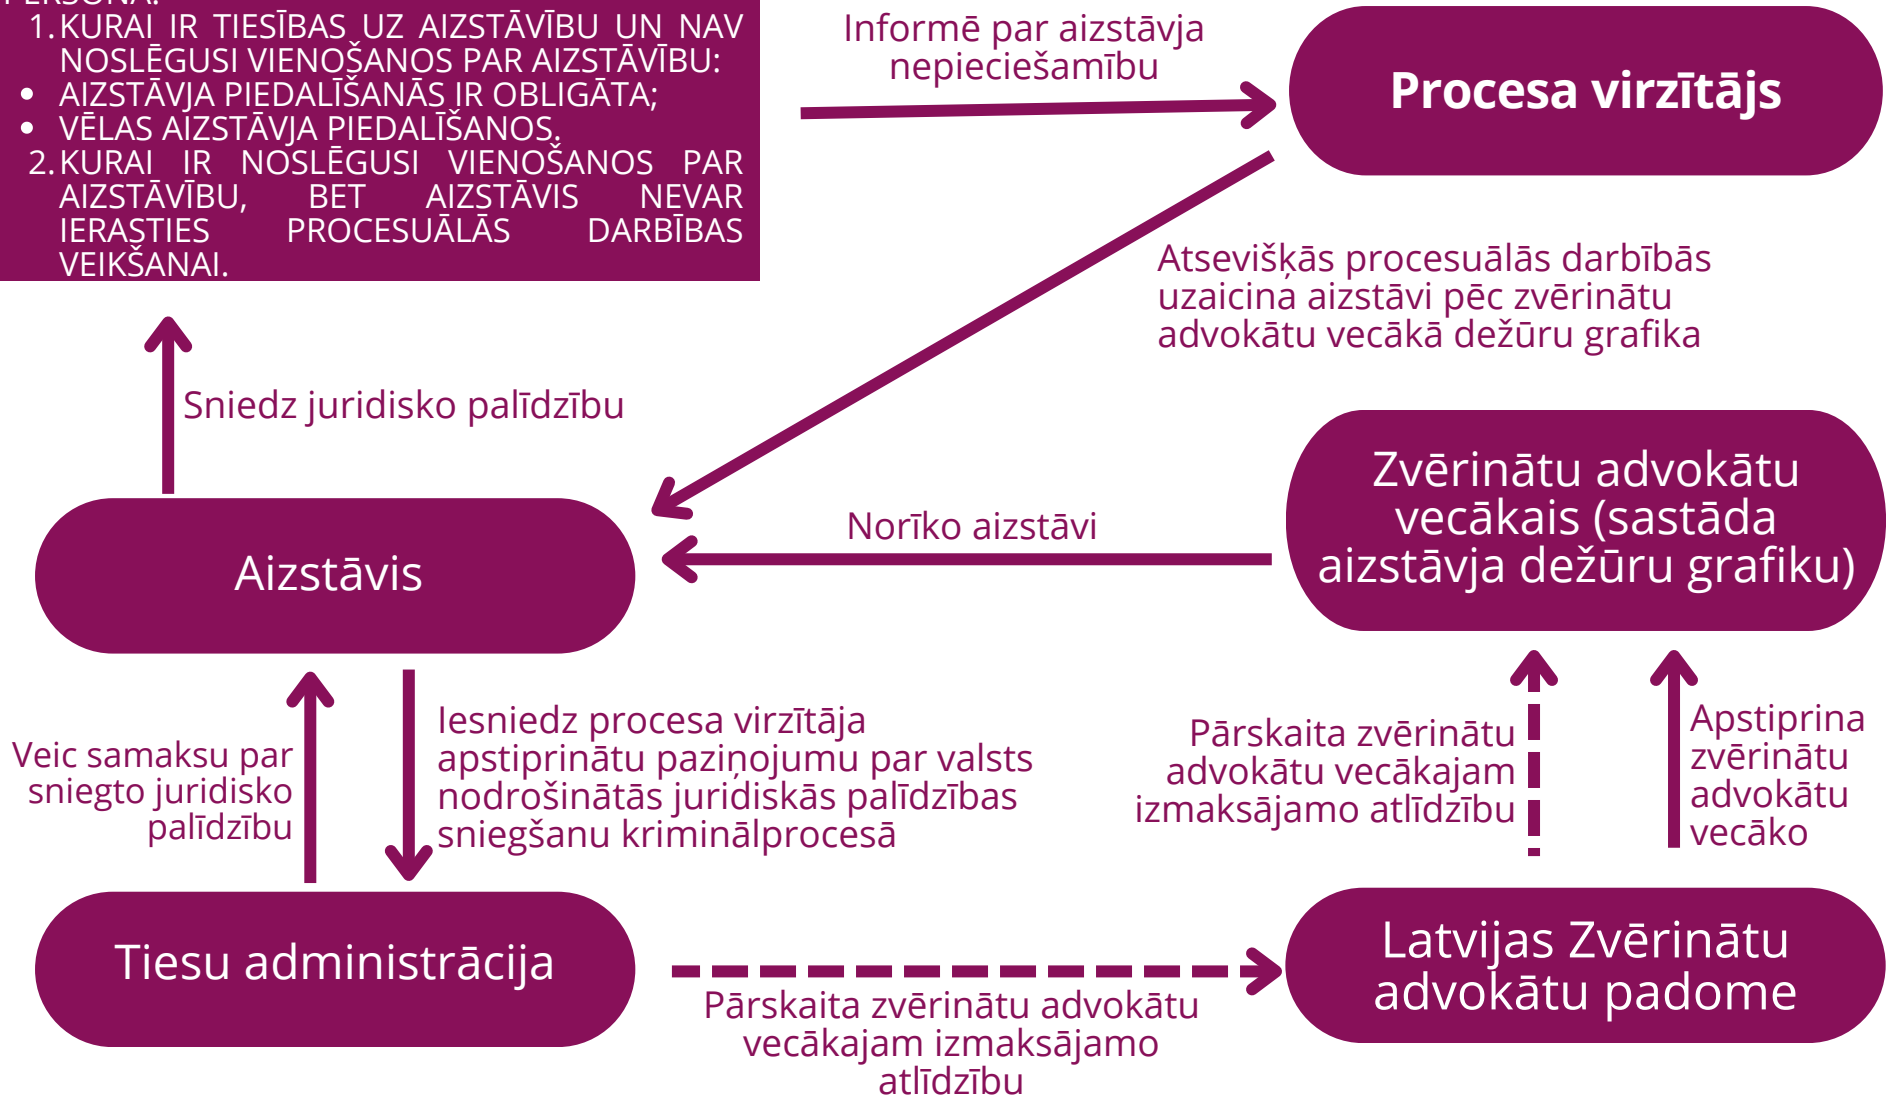 1. KURAI IR TIESĪBAS UZ AIZSTĀVĪBU UN NAV
NOSLĒGUSI VIENOŠANOS PAR AIZSTĀVĪBU:
• AIZSTĀVJA PIEDALĪŠANĀS IR OBLIGĀTA;
• VĒLAS AIZSTĀVJA PIEDALĪŠANOS.
2. KURAI IR NOSLĒGUSI VIENOŠANOS PAR
AIZSTĀVĪBU, BET AIZSTĀVIS NEVAR
IERASTIES PROCESUĀLĀS DARBĪBAS
VEIKŠANAI.
Informē par aizstāvja
nepieciešamību
Procesa virzītājs
Atsevišķās procesuālās darbībās
uzaicina aizstāvi pēc zvērinātu
advokātu vecākā dežūru grafika
Sniedz juridisko palīdzību
Zvērinātu advokātu
vecākais (sastāda
aizstāvja dežūru grafiku)
Norīko aizstāvi
Aizstāvis
Veic samaksu par
sniegto juridisko
palīdzību
Iesniedz procesa virzītāja
apstiprinātu paziņojumu par valsts
nodrošinātās juridiskās palīdzības
sniegšanu kriminālprocesā
Pārskaita zvērinātu
advokātu vecākajam
izmaksājamo atlīdzību
Apstiprina
zvērinātu
advokātu
vecāko
Tiesu administrācija
Pārskaita zvērinātu advokātu
vecākajam izmaksājamo
atlīdzību
Latvijas Zvērinātu
advokātu padome